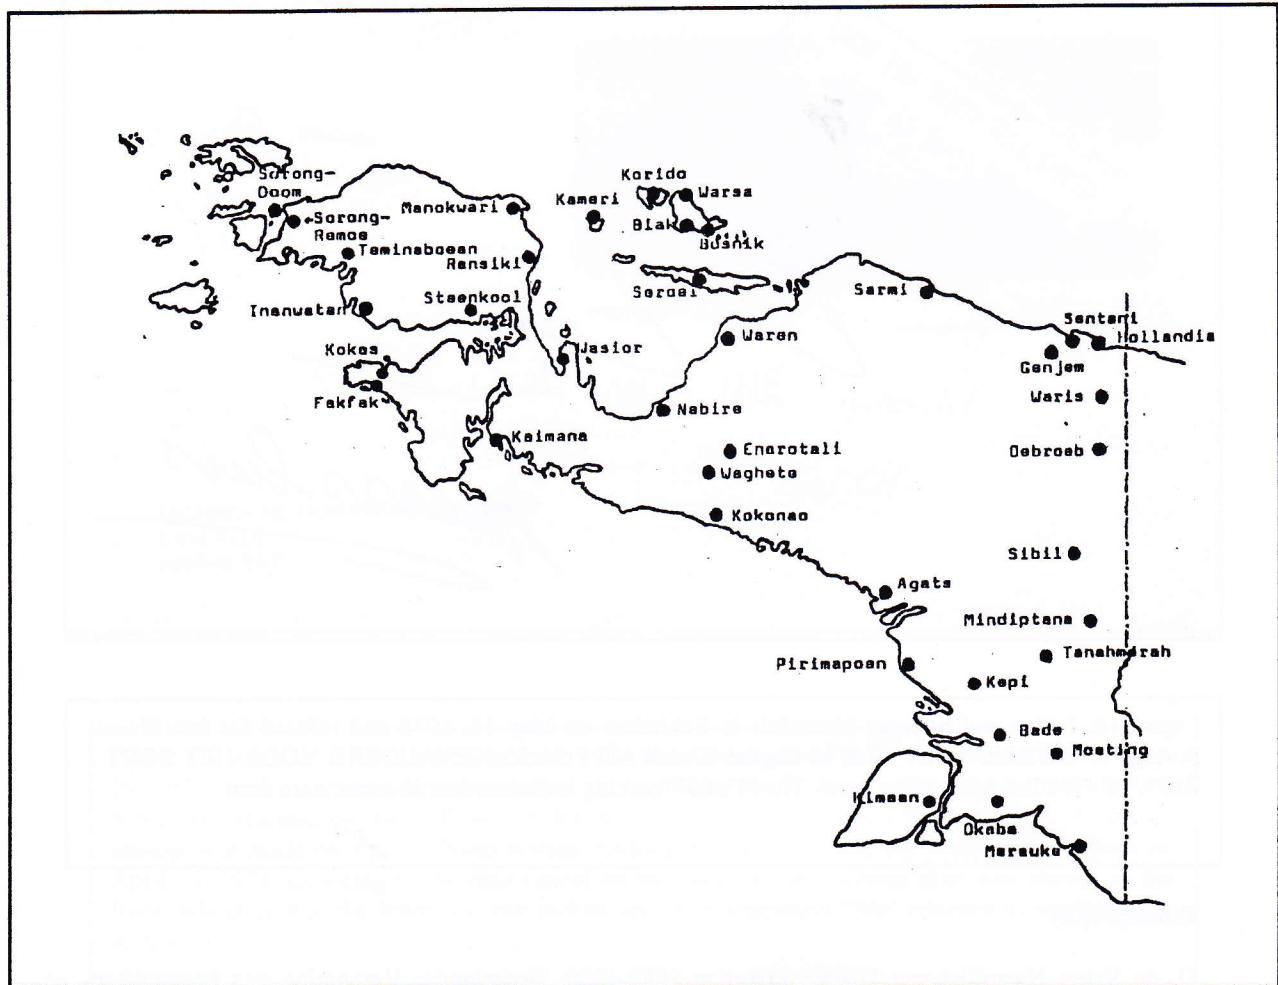 Korido
Sorong-
Doom
Warsa
Kameri
Manokwari
Sorong-
Remoe
Biak
Bosnik
Teminaboean
Ransiki
Seroei
Sarmi
Inanwatan
Steenkool
Sentani
Waren
Hollandia
Kokas
Wasior
Genjem
Fakfak
Waris
Nabire
Kaimana
Enarotali
Oebroeb
Waghete
Kokonao
Sibil
Agats
Mindiptana
Tanahmerah
Pirimapoen
Kepi
Bade
Moeting
Kimaan
Okaba
Merauke